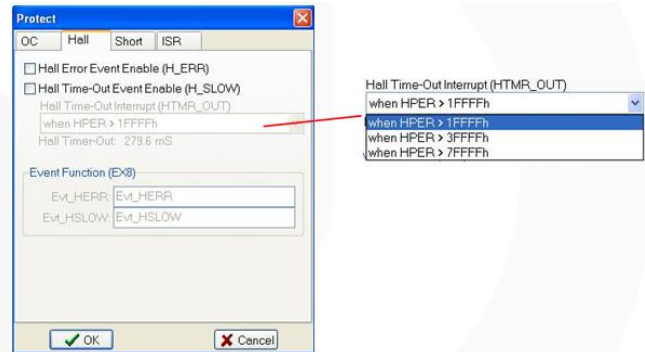 Protect
OC Hall Short ISR
Hall Error Event Enable (H_ERR)
Hall Time-Out Event Enable (H_SLOW)
Hall Time-Out Interrupt (HTMR_OUT)
when HPER > 1FFFFh
Hall Timer-Out: 279.6 mS
Event Function (EX8)
Evt_HERR: Evt_HERR
Evt_HSLOW: Evt_HSLOW
OK Cancel
Hall Time-Out Interrupt (HTMR_OUT)
when HPER > 1FFFFh
when HPER > 1FFFFh
when HPER > 3FFFFh
when HPER > 7FFFFh